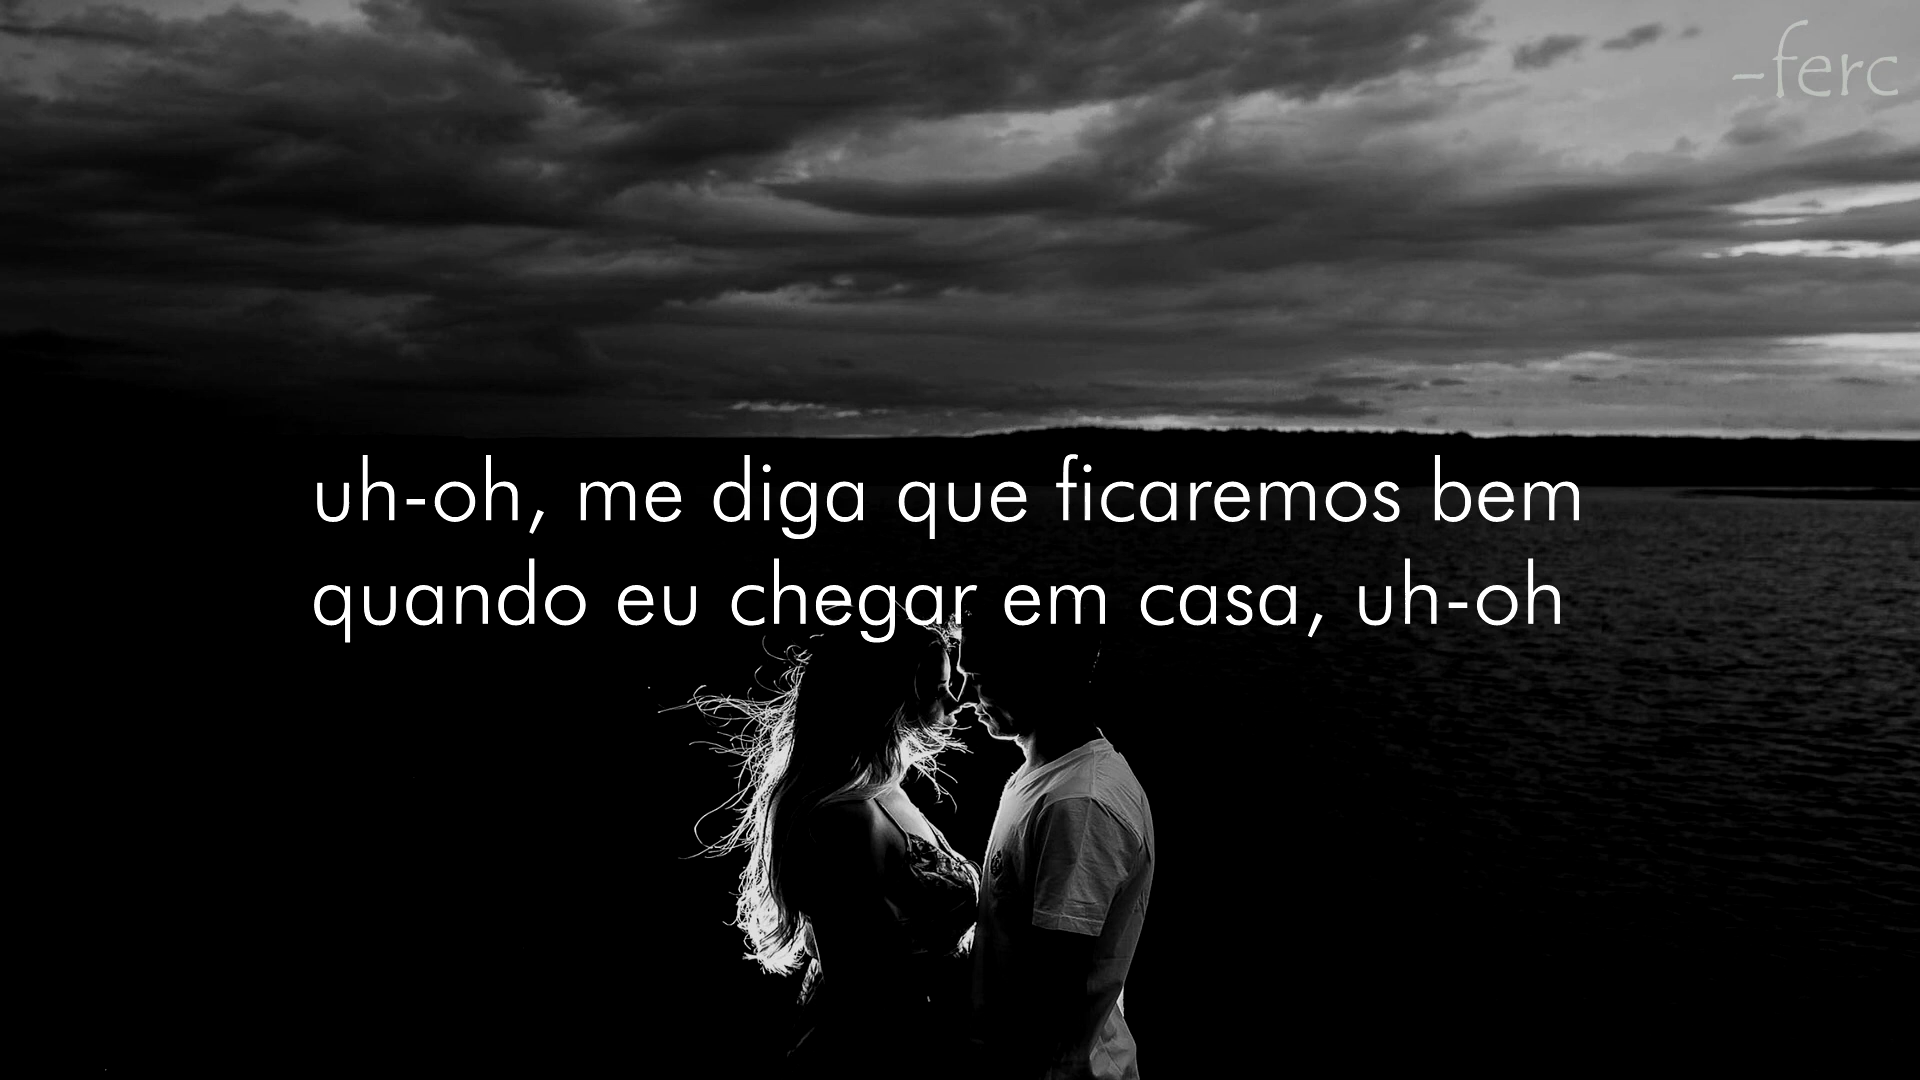 -ferc
uh-oh, me diga que ficaremos bem
quando eu chegar em casa, uh-oh